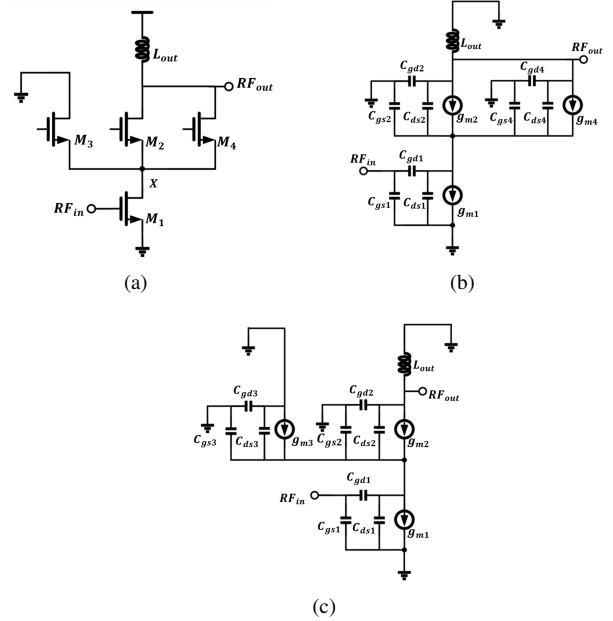 L_out
RF_out
M_3
M_2
M_4
X
RF_in
M_1
(a)
L_out
RF_out
C_gd2
C_gd4
C_gs2
C_ds2
g_m2
C_gs4
C_ds4
g_m4
RF_in
C_gd1
C_gs1
C_ds1
g_m1
(b)
L_out
RF_out
C_gd3
C_gd2
C_gs3
C_ds3
g_m3
C_gs2
C_ds2
g_m2
C_gd1
RF_in
C_gs1
C_ds1
g_m1
(c)